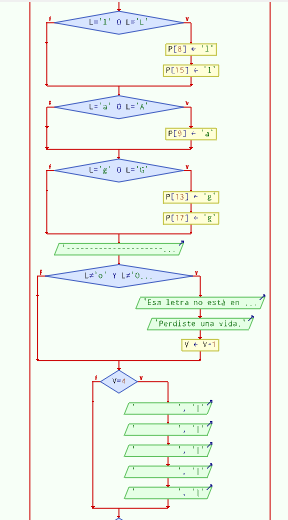 L='l' O L='L'
F V
P[8] ← 'l'
P[15] ← 'l'
L='a' O L='A'
F V
P[9] ← 'a'
L='g' O L='G'
F V
P[13] ← 'g'
P[17] ← 'g'
'--------------------...
L≠'o' Y L≠'O...
F V
'Esa letra no está en ...
'Perdiste una vida.'
V ← V-1
V=4
F V
' ', '|'
' ', '|'
' ', '|'
' ', '|'
' ', '|'